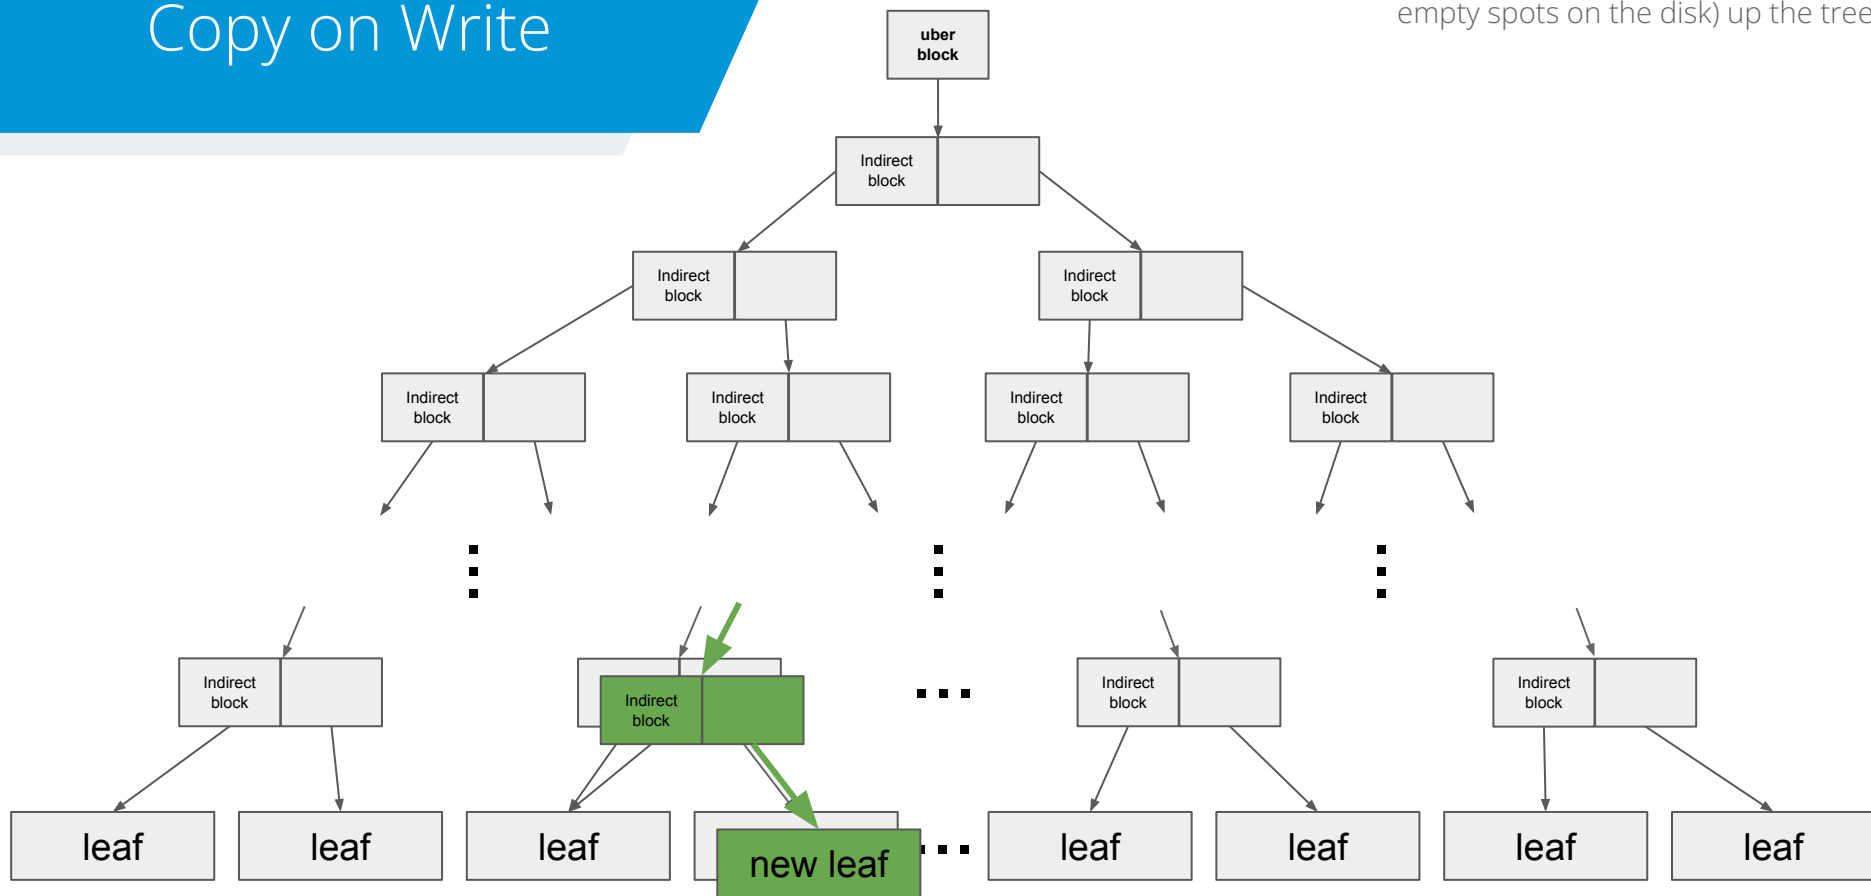 Copy on Write
empty spots on the disk) up the tree
uber
block
Indirect
block
Indirect
block
Indirect
block
Indirect
block
Indirect
block
Indirect
block
Indirect
block
Indirect
block
Indirect
block
Indirect
block
Indirect
block
leaf
leaf
leaf
new leaf
leaf
leaf
leaf
leaf